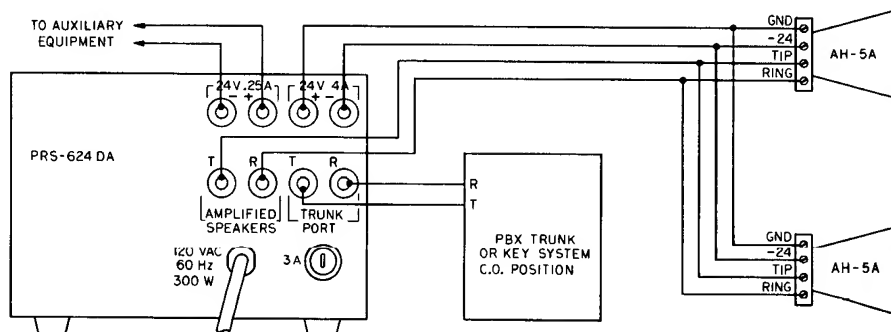 TO AUXILIARY
EQUIPMENT
24V .25A
- +
24V 4A
+ -
PRS-624 DA
T R T R
AMPLIFIED
SPEAKERS
TRUNK
PORT
120 VAC
60 Hz
300 W
3A
R
T
PBX TRUNK
OR KEY SYSTEM
C.O. POSITION
GND
-24
TIP
RING
AH-5A
GND
-24
TIP
RING
AH-5A